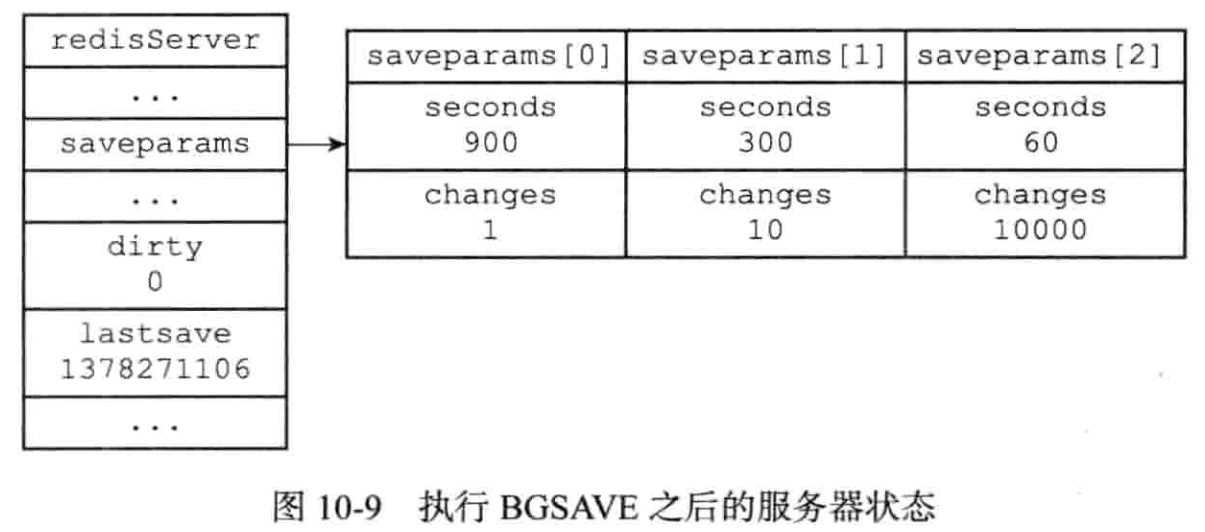 redisServer
...
saveparams
...
dirty
0
lastsave
1378271106
...
saveparams[0] saveparams[1] saveparams[2]
seconds seconds seconds
900 300 60
changes changes changes
1 10 10000
图 10-9 执行 BGSAVE 之后的服务器状态